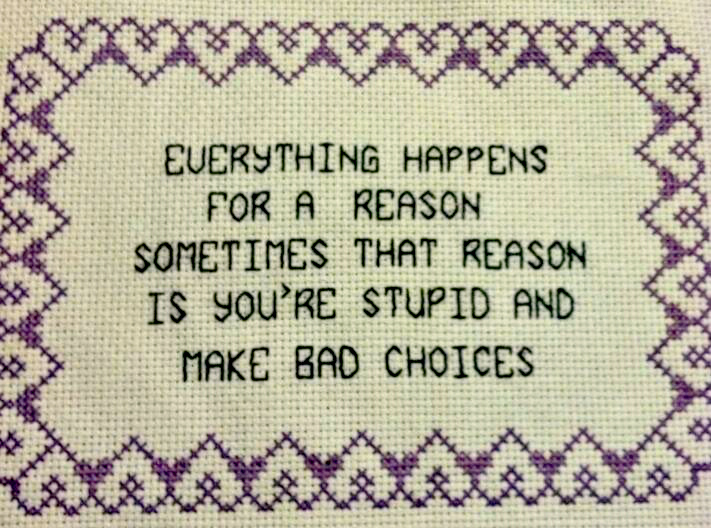 EVERYTHING HAPPENS
FOR A REASON
SOMETIMES THAT REASON
IS YOU'RE STUPID AND
MAKE BAD CHOICES